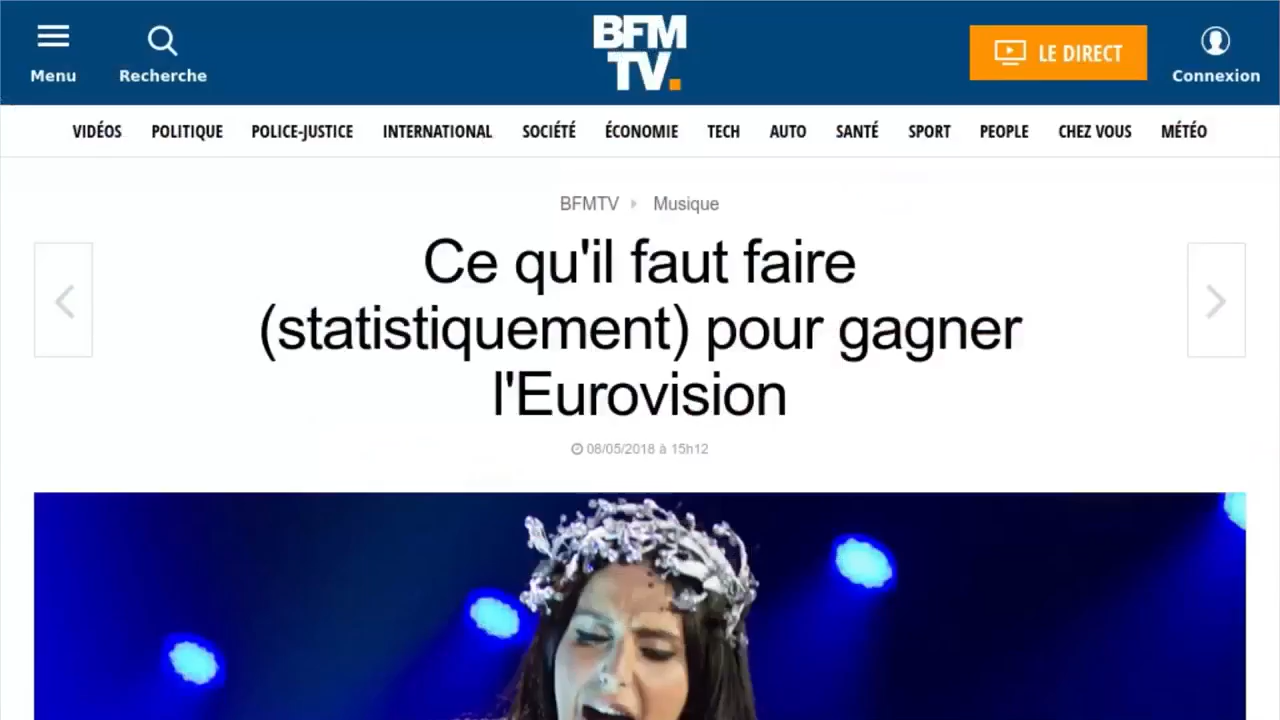 Menu
Recherche
BFM
TV.
LE DIRECT
Connexion
VIDÉOS POLITIQUE POLICE-JUSTICE INTERNATIONAL SOCIÉTÉ ÉCONOMIE TECH AUTO SANTÉ SPORT PEOPLE CHEZ VOUS MÉTÉO
BFMTV Musique
Ce qu'il faut faire
(statistiquement) pour gagner
l'Eurovision
08/05/2018 à 15h12